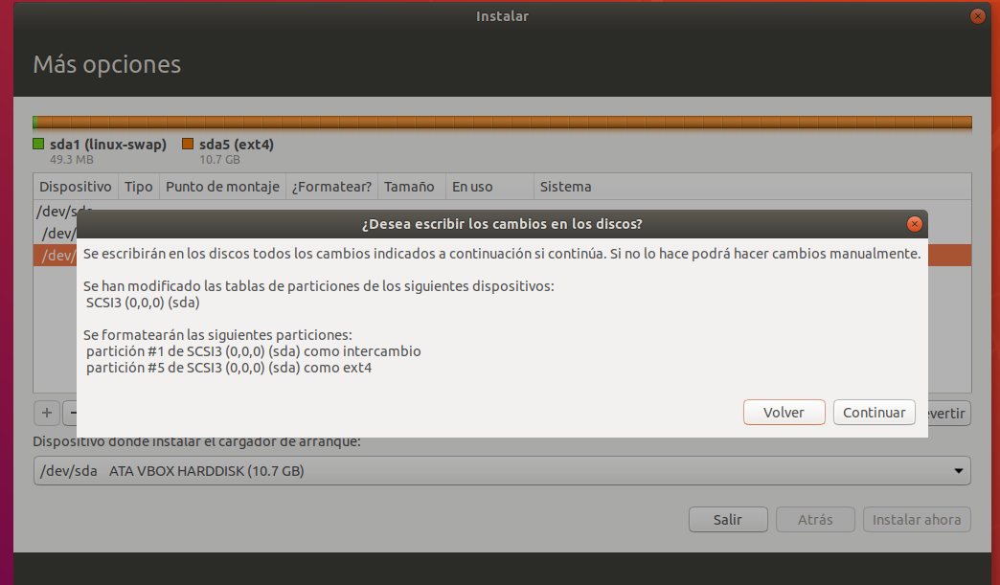 Instalar
Más opciones
sda1 (linux-swap) sda5 (ext4)
49.3 MB 10.7 GB
Dispositivo Tipo Punto de montaje ¿Formatear? Tamaño En uso Sistema
/dev/sda
/dev/
/dev/
¿Desea escribir los cambios en los discos?
Se escribirán en los discos todos los cambios indicados a continuación si continúa. Si no lo hace podrá hacer cambios manualmente.
Se han modificado las tablas de particiones de los siguientes dispositivos:
SCSI3 (0,0,0) (sda)
Se formatearán las siguientes particiones:
partición #1 de SCSI3 (0,0,0) (sda) como intercambio
partición #5 de SCSI3 (0,0,0) (sda) como ext4
Volver Continuar
+ - evertir
Dispositivo donde instalar el cargador de arranque:
/dev/sda ATA VBOX HARDDISK (10.7 GB)
Salir Atrás Instalar ahora